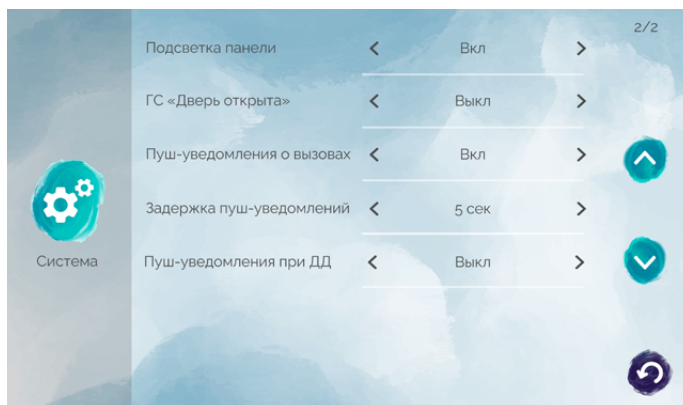 2/2
Подсветка панели < Вкл >
ГС «Дверь открыта» < Выкл >
Пуш-уведомления о вызовах < Вкл >
Задержка пуш-уведомлений < 5 сек >
Система
Пуш-уведомления при ДД < Выкл >